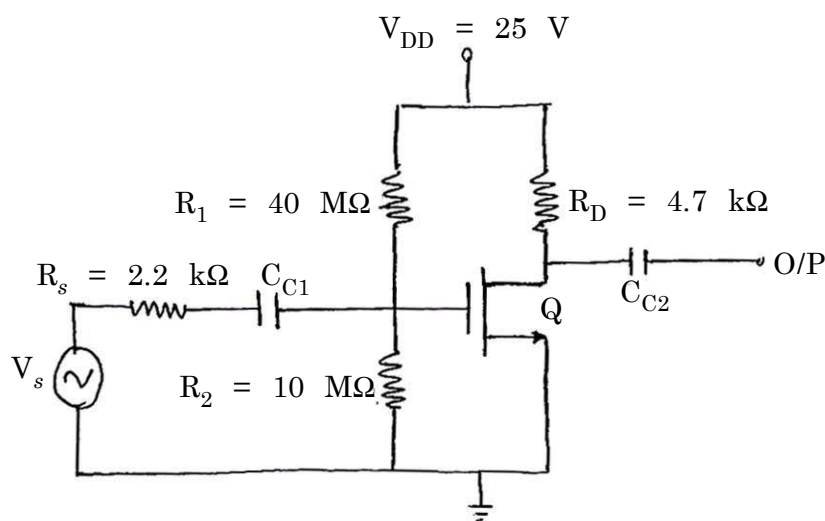 V_DD = 25 V
R_1 = 40 MΩ
R_D = 4.7 kΩ
R_s = 2.2 kΩ
C_C1
O/P
C_C2
Q
V_s
R_2 = 10 MΩ